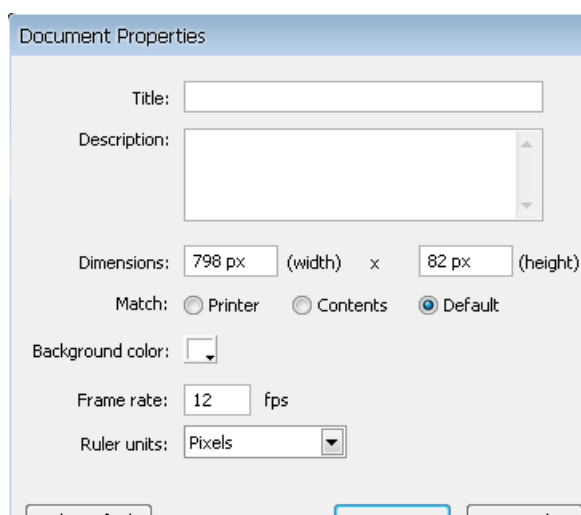 Document Properties
Title:
Description:
Dimensions: 798 px (width) x 82 px (height)
Match: Printer Contents Default
Background color:
Frame rate: 12 fps
Ruler units: Pixels